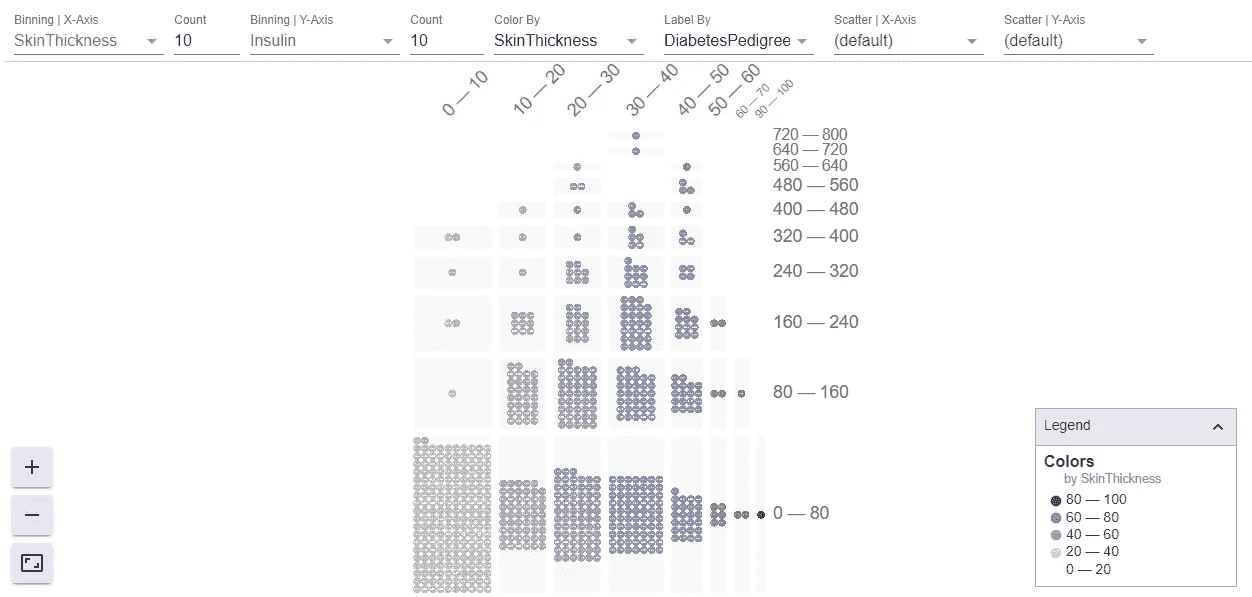 Binning | X-Axis Count Binning | Y-Axis Count Color By Label By Scatter | X-Axis Scatter | Y-Axis
SkinThickness 10 Insulin 10 SkinThickness DiabetesPedigree (default) (default)
0 — 10 10 — 20 20 — 30 30 — 40 40 — 50 50 — 60 60 — 70 90 — 100
720 — 800
640 — 720
560 — 640
480 — 560
400 — 480
320 — 400
240 — 320
160 — 240
80 — 160
0 — 80
Legend
Colors
by SkinThickness
80 — 100
60 — 80
40 — 60
20 — 40
0 — 20